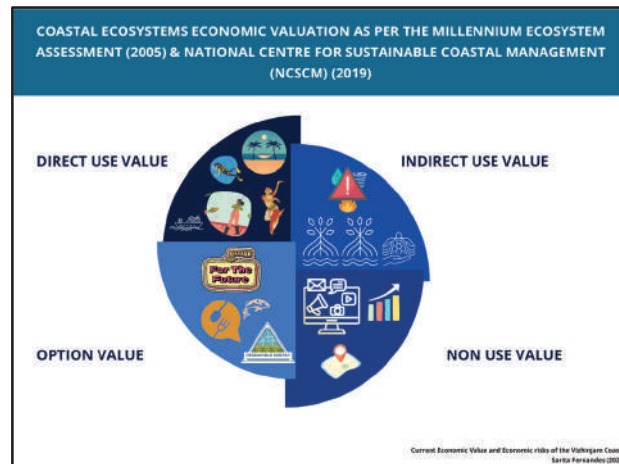 COASTAL ECOSYSTEMS ECONOMIC VALUATION AS PER THE MILLENNIUM ECOSYSTEM
ASSESSMENT (2005) & NATIONAL CENTRE FOR SUSTAINABLE COASTAL MANAGEMENT
(NCSCM) (2019)
DIRECT USE VALUE
INDIRECT USE VALUE
For The
Future
OPTION VALUE
NON USE VALUE
Current Economic Value and Economic risks of the Vizhinjam Coas
Sarita Fernandes (202